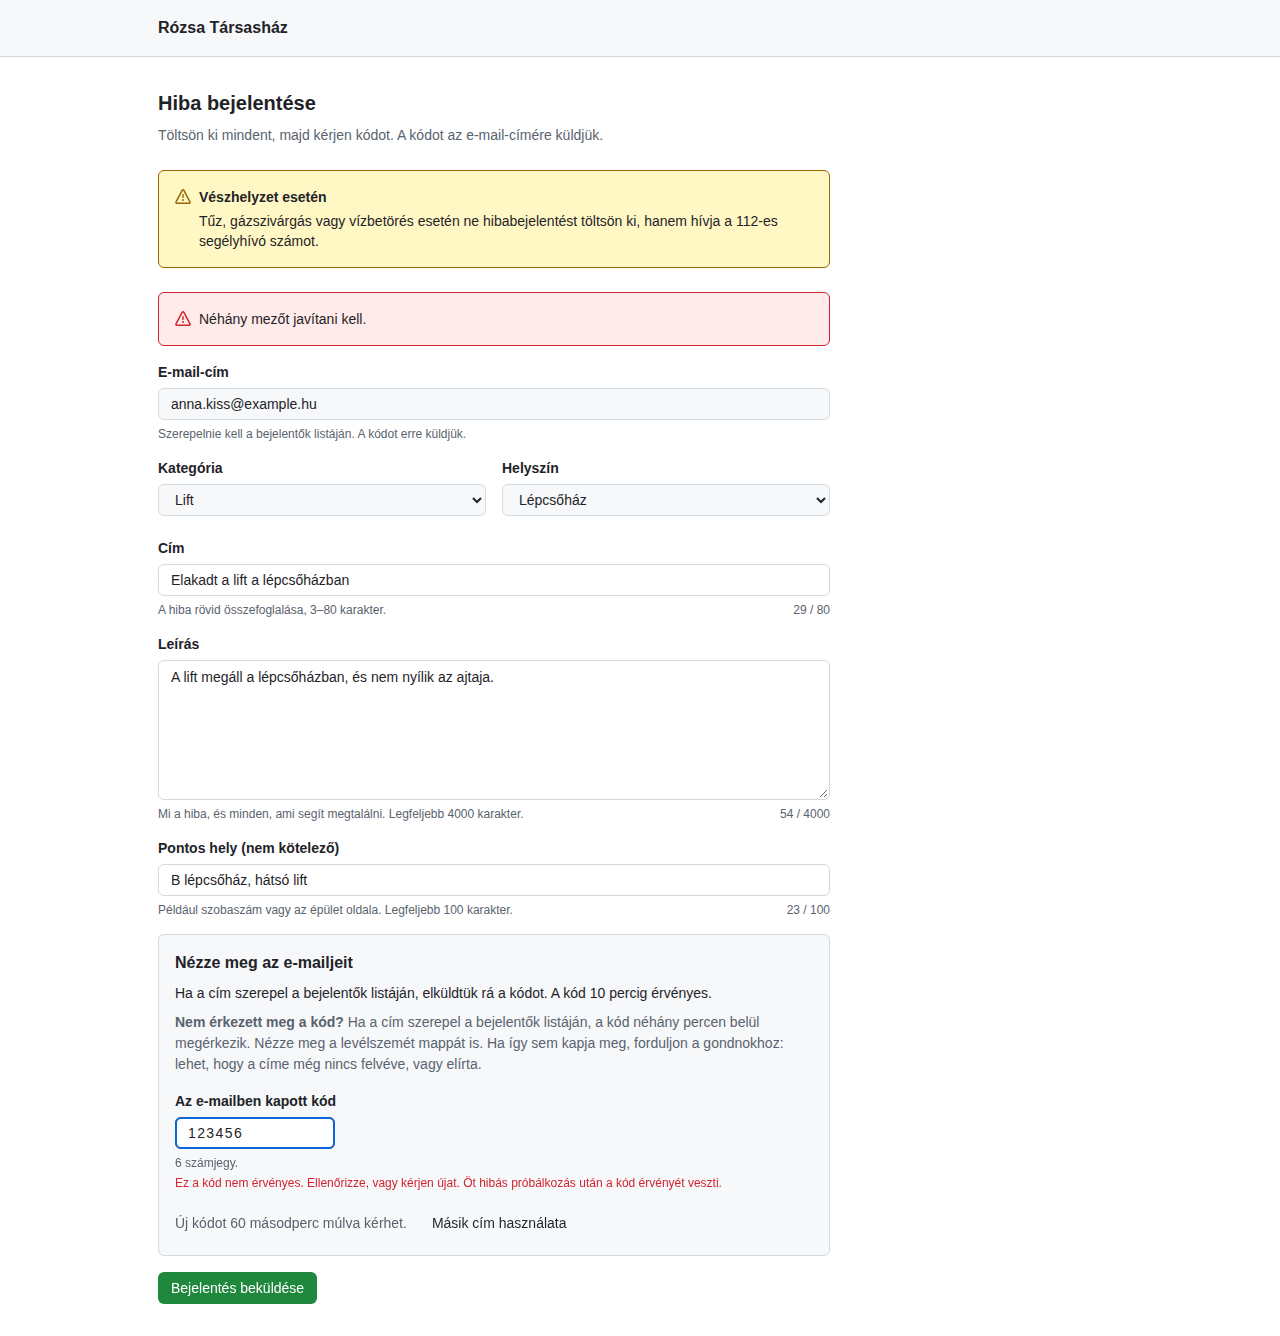 Rózsa Társasház
Hiba bejelentése
Töltsön ki mindent, majd kérjen kódot. A kódot az e-mail-címére küldjük.
Vészhelyzet esetén
Tűz, gázszivárgás vagy vízbetörés esetén ne hibabejelentést töltsön ki, hanem hívja a 112-es
segélyhívó számot.
Néhány mezőt javítani kell.
E-mail-cím
anna.kiss@example.hu
Szerepelnie kell a bejelentők listáján. A kódot erre küldjük.
Kategória Helyszín
Lift Lépcsőház
Cím
Elakadt a lift a lépcsőházban
A hiba rövid összefoglalása, 3–80 karakter. 29 / 80
Leírás
A lift megáll a lépcsőházban, és nem nyílik az ajtaja.
Mi a hiba, és minden, ami segít megtalálni. Legfeljebb 4000 karakter. 54 / 4000
Pontos hely (nem kötelező)
B lépcsőház, hátsó lift
Például szobaszám vagy az épület oldala. Legfeljebb 100 karakter. 23 / 100
Nézze meg az e-mailjeit
Ha a cím szerepel a bejelentők listáján, elküldtük rá a kódot. A kód 10 percig érvényes.
Nem érkezett meg a kód? Ha a cím szerepel a bejelentők listáján, a kód néhány percen belül
megérkezik. Nézze meg a levélszemét mappát is. Ha így sem kapja meg, forduljon a gondnokhoz:
lehet, hogy a címe még nincs felvéve, vagy elírta.
Az e-mailben kapott kód
123456
6 számjegy.
Ez a kód nem érvényes. Ellenőrizze, vagy kérjen újat. Öt hibás próbálkozás után a kód érvényét veszti.
Új kódot 60 másodperc múlva kérhet. Másik cím használata
Bejelentés beküldése